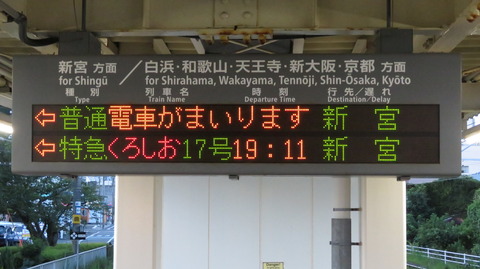 新宮 方面／白浜・和歌山・天王寺・新大阪・京都 方面
for Shingū for Shirahama, Wakayama, Tennōji, Shin-Ōsaka, Kyōto
種別 列車名 時刻 行先／遅れ
Type Train Name Departure Time Destination/Delay
←普通 電車がまいります 新宮
←特急 くろしお17号 19:11 新宮